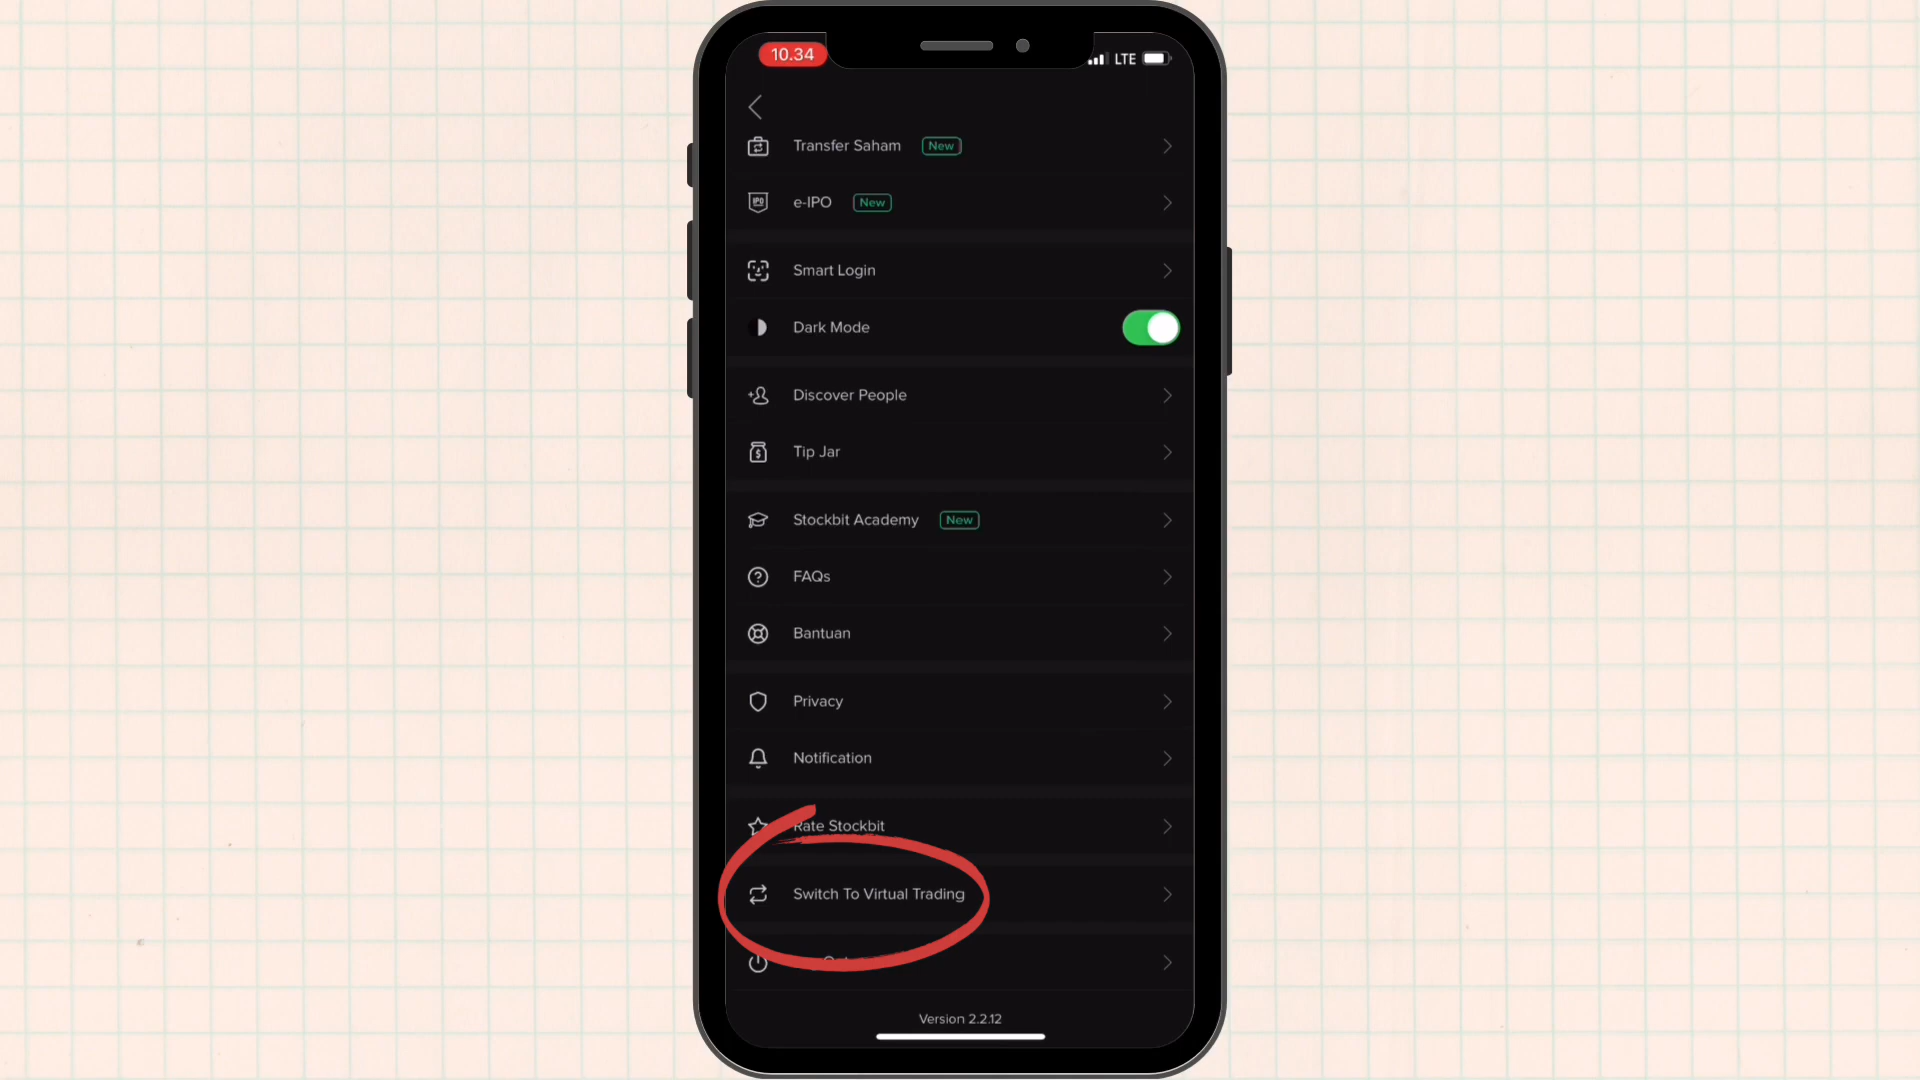 10.34
LTE
Transfer Saham New
IPO
e-IPO New
Smart Login
Dark Mode
Discover People
Tip Jar
Stockbit Academy New
FAQs
Bantuan
Privacy
Notification
Rate Stockbit
Switch To Virtual Trading
Version 2.2.12